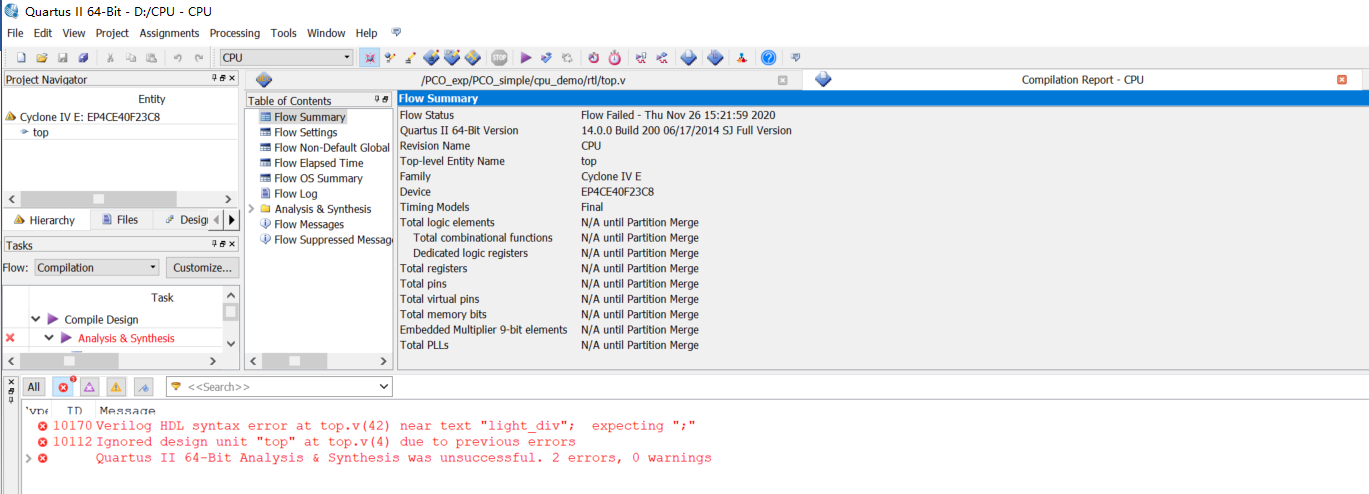 Quartus II 64-Bit - D:/CPU - CPU
File Edit View Project Assignments Processing Tools Window Help
CPU
Project Navigator
Entity
Cyclone IV E: EP4CE40F23C8
top
Hierarchy Files Desig
Tasks
Flow: Compilation Customize...
Task
Compile Design
Analysis & Synthesis
/PCO_exp/PCO_simple/cpu_demo/rtl/top.v
Compilation Report - CPU
Table of Contents
Flow Summary
Flow Settings
Flow Non-Default Global
Flow Elapsed Time
Flow OS Summary
Flow Log
Analysis & Synthesis
Flow Messages
Flow Suppressed Messag
Flow Summary
Flow Status Flow Failed - Thu Nov 26 15:21:59 2020
Quartus II 64-Bit Version 14.0.0 Build 200 06/17/2014 SJ Full Version
Revision Name CPU
Top-level Entity Name top
Family Cyclone IV E
Device EP4CE40F23C8
Timing Models Final
Total logic elements N/A until Partition Merge
Total combinational functions N/A until Partition Merge
Dedicated logic registers N/A until Partition Merge
Total registers N/A until Partition Merge
Total pins N/A until Partition Merge
Total virtual pins N/A until Partition Merge
Total memory bits N/A until Partition Merge
Embedded Multiplier 9-bit elements N/A until Partition Merge
Total PLLs N/A until Partition Merge
All <<Search>>
Type ID Message
10170 Verilog HDL syntax error at top.v(42) near text "light_div"; expecting ";"
10112 Ignored design unit "top" at top.v(4) due to previous errors
Quartus II 64-Bit Analysis & Synthesis was unsuccessful. 2 errors, 0 warnings